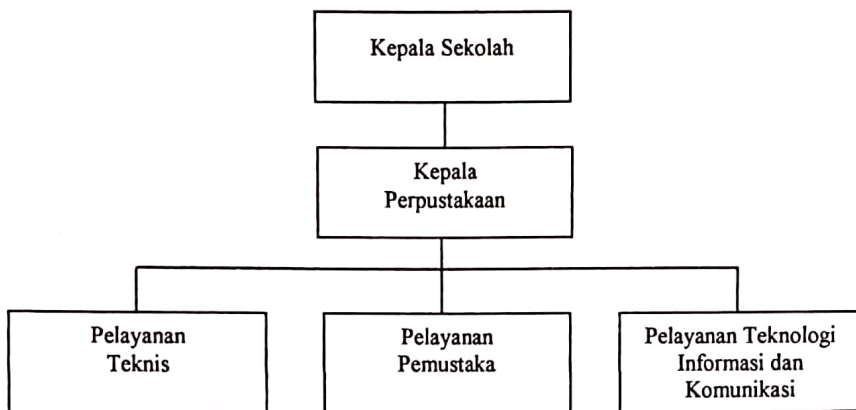 Kepala Sekolah
Kepala
Perpustakaan
Pelayanan
Teknis
Pelayanan
Pemustaka
Pelayanan Teknologi
Informasi dan
Komunikasi